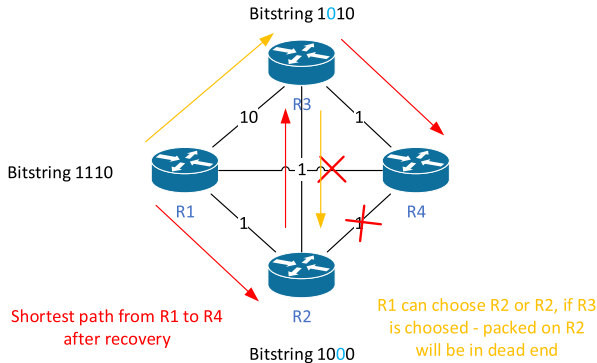 Bitstring 1010
R3
10
1
Bitstring 1110
1
R1
R4
1
1
R2
Shortest path from R1 to R4
after recovery
R1 can choose R2 or R2, if R3
is choosed - packed on R2
will be in dead end
Bitstring 1000